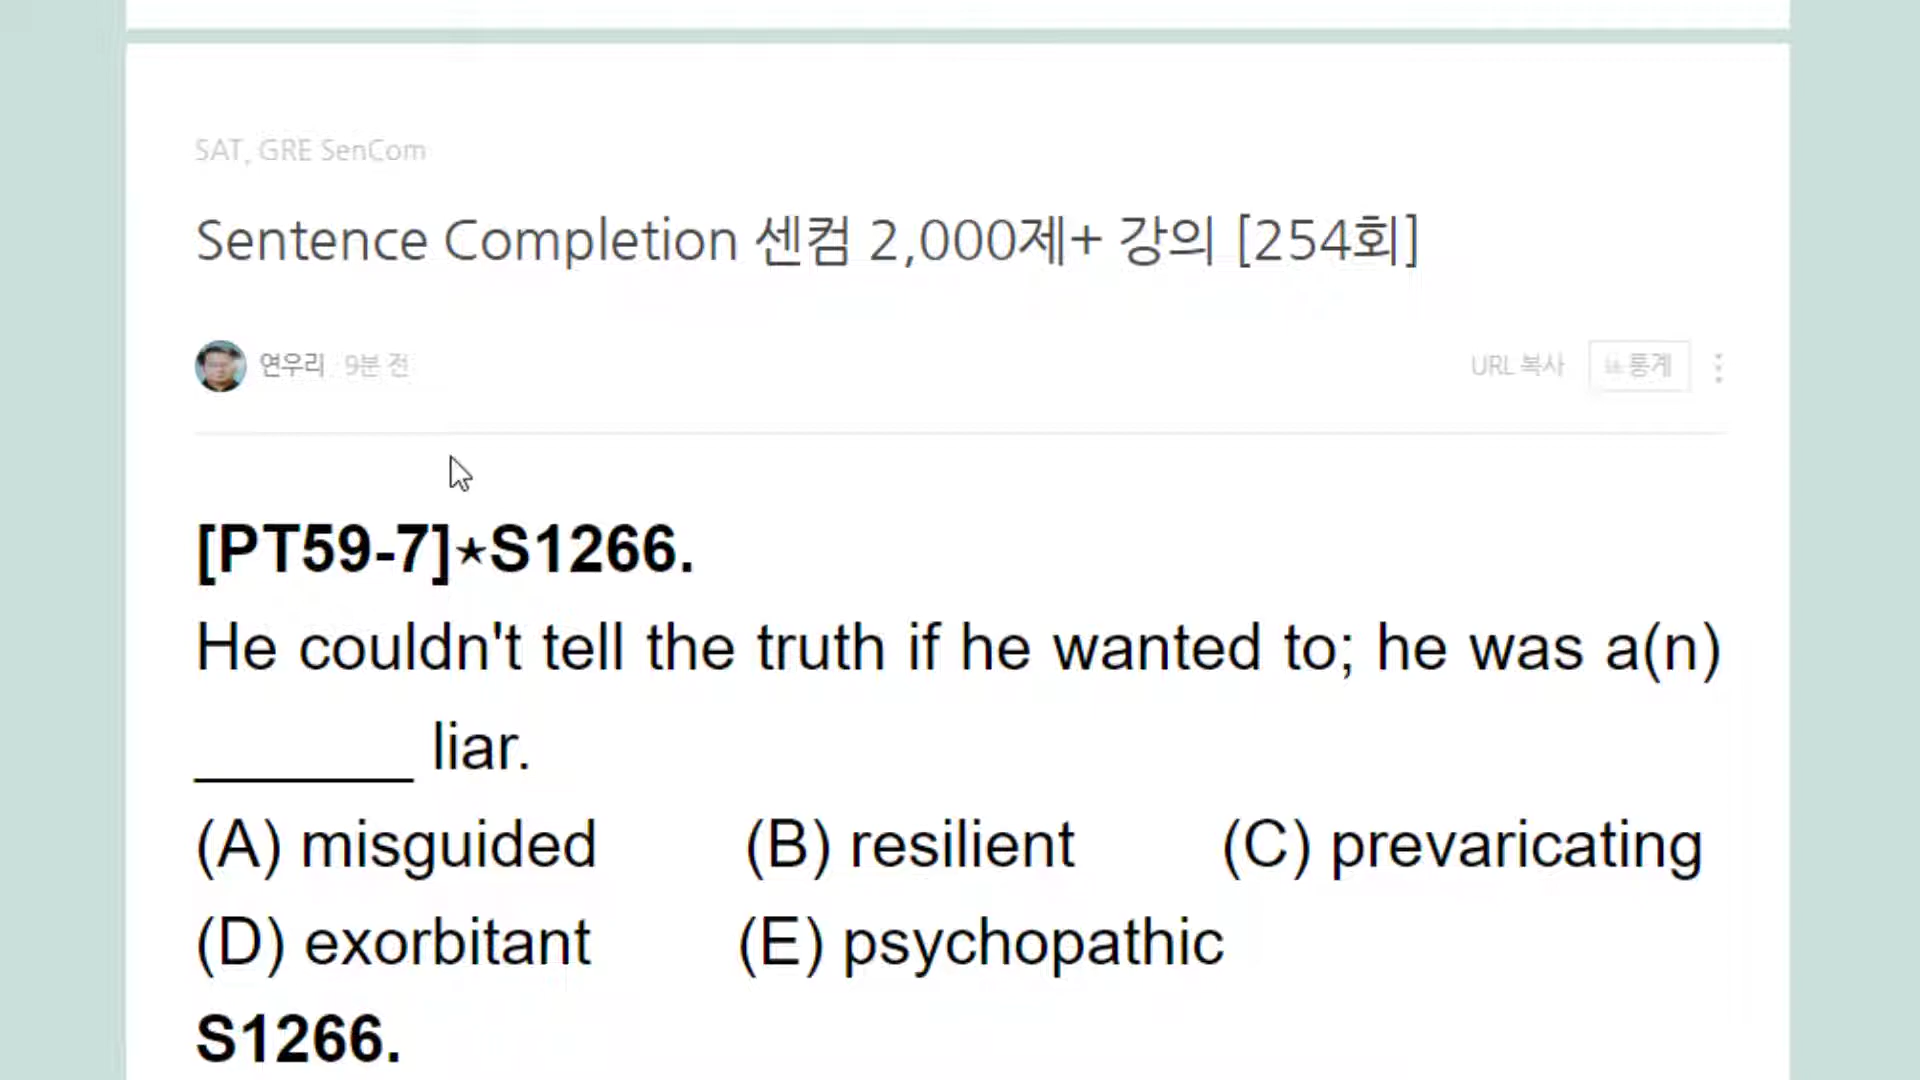 SAT, GRE SenCom
Sentence Completion 센컴 2,000제+ 강의 [254회]
연우리 · 9분 전
URL 복사 통계
[PT59-7]★S1266.
He couldn't tell the truth if he wanted to; he was a(n)
______ liar.
(A) misguided (B) resilient (C) prevaricating
(D) exorbitant (E) psychopathic
S1266.